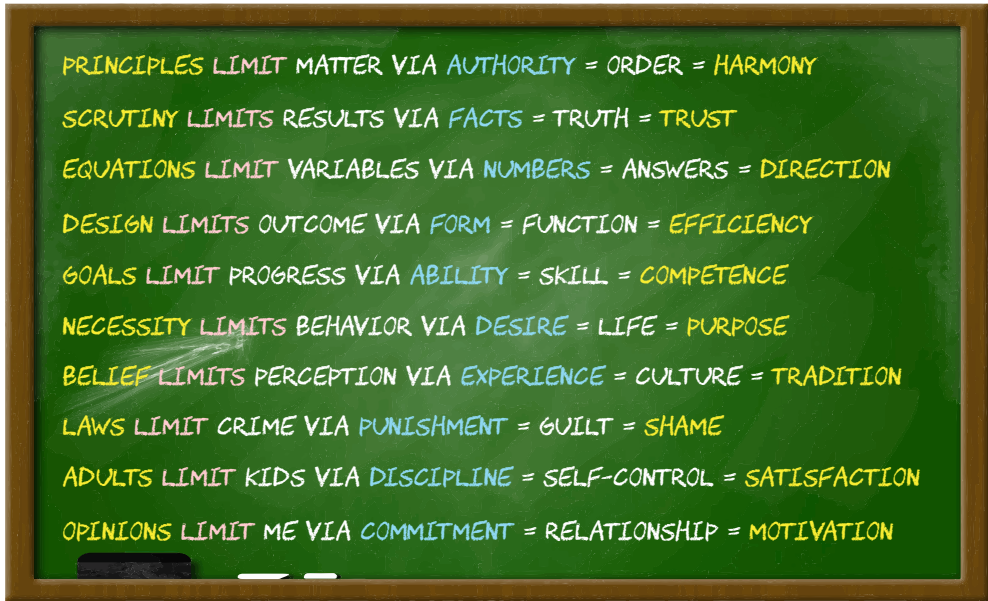 PRINCIPLES LIMIT MATTER VIA AUTHORITY = ORDER = HARMONY
SCRUTINY LIMITS RESULTS VIA FACTS = TRUTH = TRUST
EQUATIONS LIMIT VARIABLES VIA NUMBERS = ANSWERS = DIRECTION
DESIGN LIMITS OUTCOME VIA FORM = FUNCTION = EFFICIENCY
GOALS LIMIT PROGRESS VIA ABILITY = SKILL = COMPETENCE
NECESSITY LIMITS BEHAVIOR VIA DESIRE = LIFE = PURPOSE
BELIEF LIMITS PERCEPTION VIA EXPERIENCE = CULTURE = TRADITION
LAWS LIMIT CRIME VIA PUNISHMENT = GUILT = SHAME
ADULTS LIMIT KIDS VIA DISCIPLINE = SELF-CONTROL = SATISFACTION
OPINIONS LIMIT ME VIA COMMITMENT = RELATIONSHIP = MOTIVATION